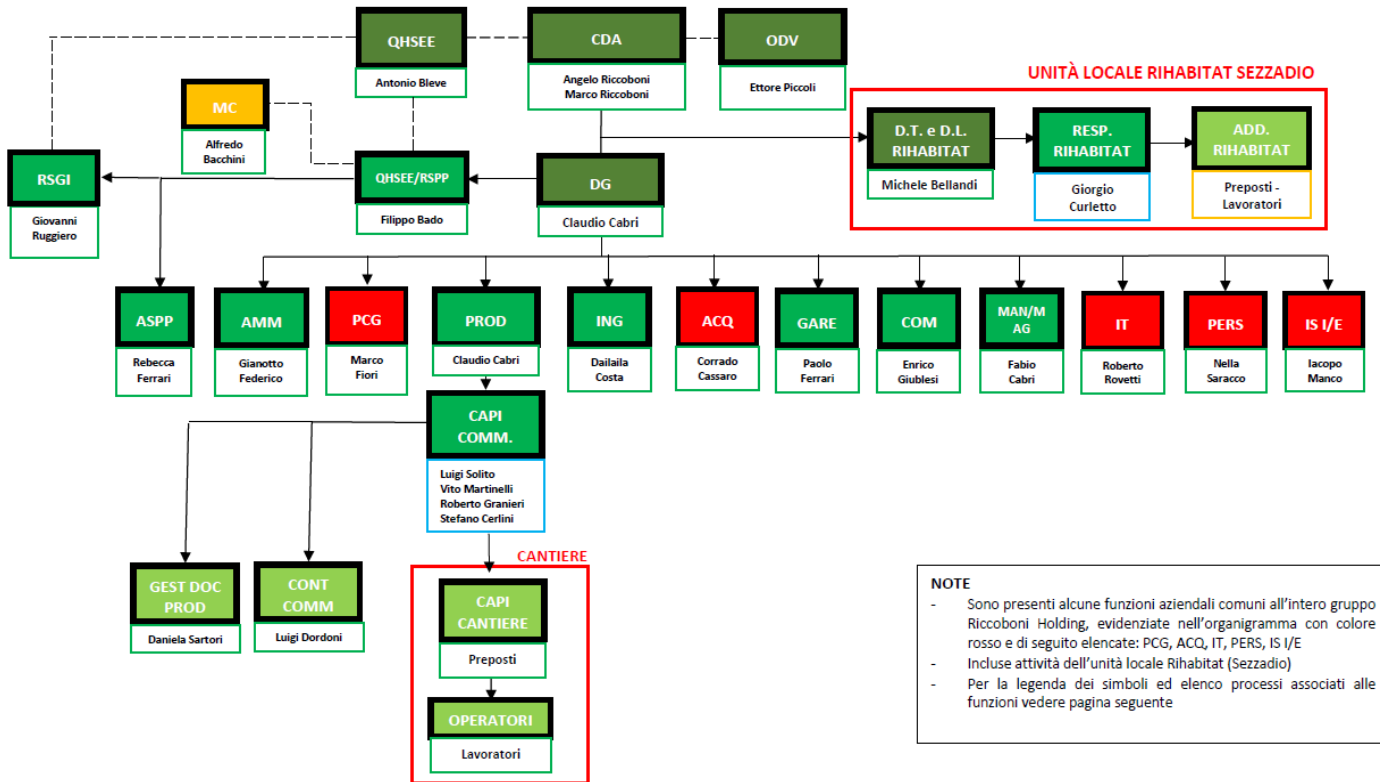 QHSEE
Antonio Bleve
CDA
Angelo Riccoboni
Marco Riccoboni
ODV
Ettore Piccoli
UNITÀ LOCALE RIHABITAT SEZZADIO
D.T. e D.L.
RIHABITAT
Michele Bellandi
RESP.
RIHABITAT
Giorgio
Curletto
ADD.
RIHABITAT
Preposti -
Lavoratori
MC
Alfredo
Bacchini
RSGI
Giovanni
Ruggiero
QHSEE/RSPP
Filippo Bado
DG
Claudio Cabri
ASPP
Rebecca
Ferrari
AMM
Gianotto
Federico
PCG
Marco
Fiori
PROD
Claudio Cabri
ING
Dailaila
Costa
ACQ
Corrado
Cassaro
GARE
Paolo
Ferrari
COM
Enrico
Giublesi
MAN/M
AG
Fabio
Cabri
IT
Roberto
Rovetti
PERS
Nella
Saracco
IS I/E
Iacopo
Manco
CAPI
COMM.
Luigi Solito
Vito Martinelli
Roberto Granieri
Stefano Cerlini
GEST DOC
PROD
Daniela Sartori
CONT
COMM
Luigi Dordoni
CANTIERE
CAPI
CANTIERE
Preposti
OPERATORI
Lavoratori
NOTE
- Sono presenti alcune funzioni aziendali comuni all'intero gruppo
Riccoboni Holding, evidenziate nell'organigramma con colore
rosso e di seguito elencate: PCG, ACQ, IT, PERS, IS I/E
- Incluse attività dell'unità locale Rihabitat (Sezzadio)
- Per la legenda dei simboli ed elenco processi associati alle
funzioni vedere pagina seguente